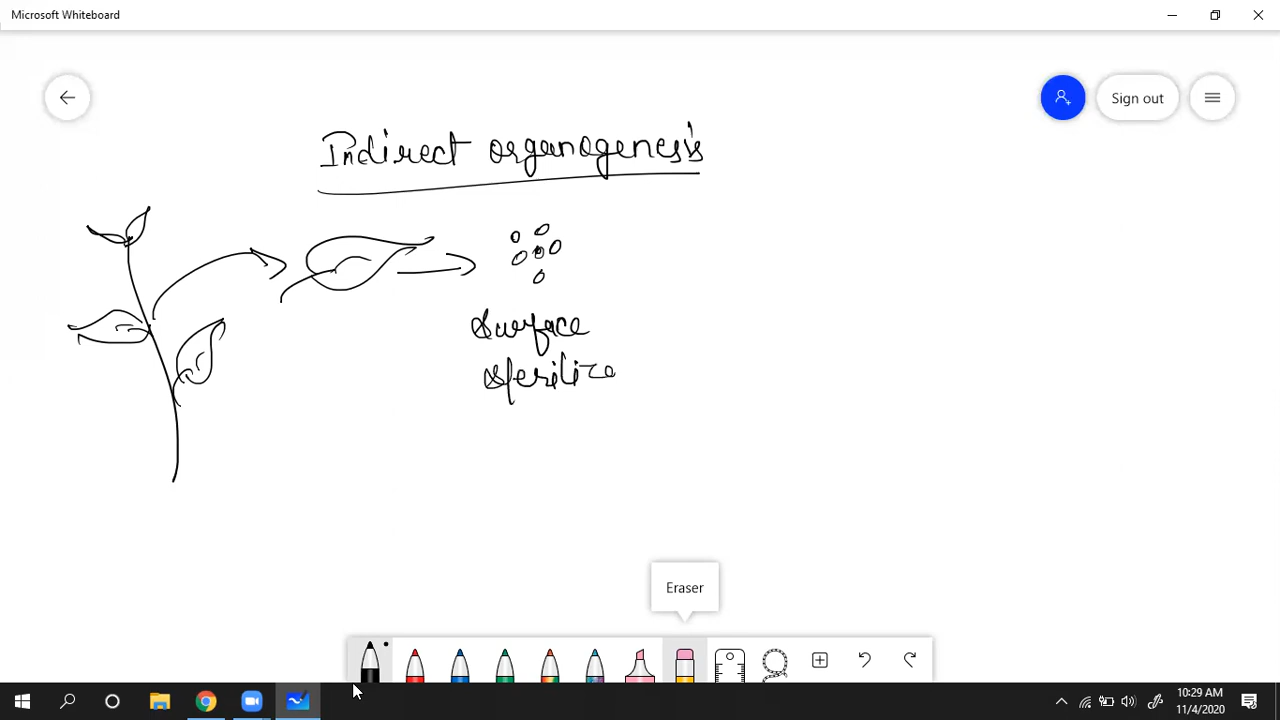 Microsoft Whiteboard
Sign out
Indirect organogenesis
Surface
sterilize
Eraser
10:29 AM
11/4/2020